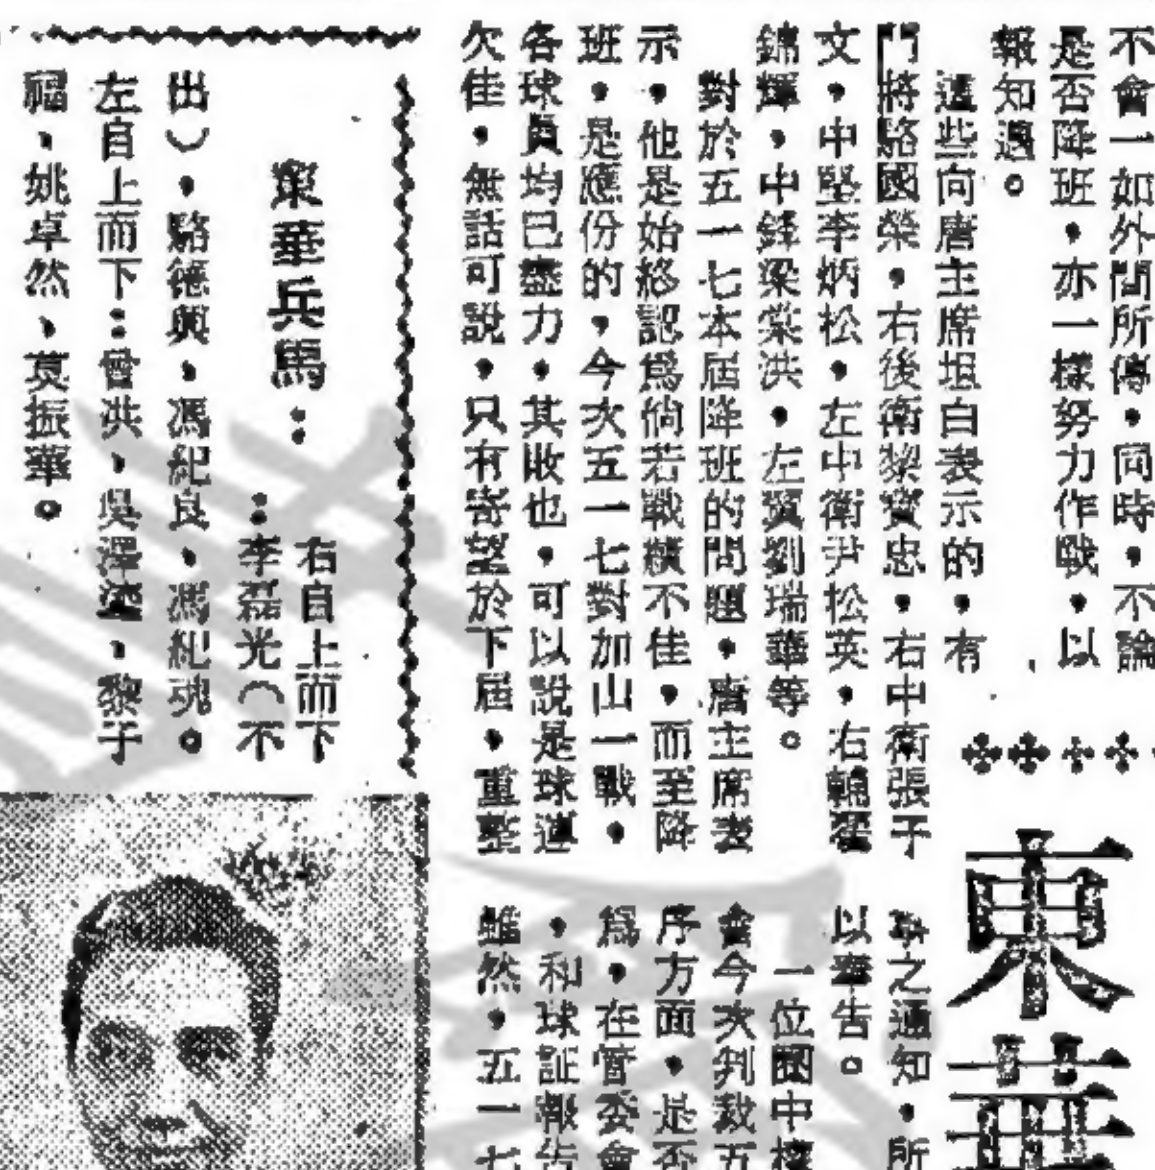 不會一如外間所傳，同時，不論
是否降班，亦一樣努力作戰，以
報知遇。
這些向唐主席坦白表示的，有
門將駱國榮，右後衛黎寶忠，右中衛張子
文，中堅李炳松，左中衛尹松英，右輔翟
錦輝，中鋒梁棠洪，左翼劉瑞華等。
對於五一七本屆降班的問題，唐主席表
示，他是始終認爲倘若戰績不佳，而至降
班，是應份的，今次五一七對加山一戰，
各球員均已盡力，其敗也，可以說是球運
欠佳，無話可說，只有寄望於下屆，重整
東華
之通知，所
以奉告。
一位團中
會今次判裁五
序方面，是否
爲，在管委會
，和球証報告
雖然，五一七
東華兵馬：
右自上而下
：李磊光（不
出），駱德興、馮紀良、馮紀魂。
左自上而下：曾洪、吳澤、黎子
福、姚卓然、莫振華。